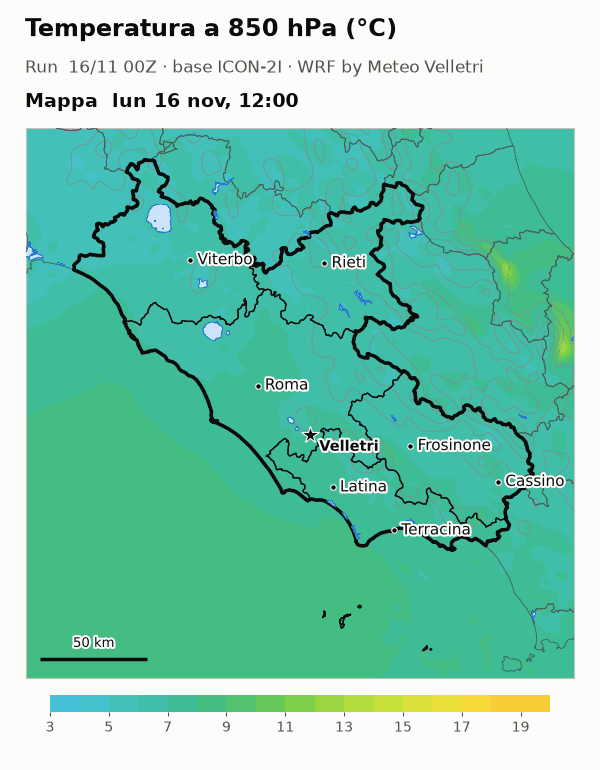 Temperatura a 850 hPa (°C)
Run  16/11 00Z · base ICON-2I · WRF by Meteo Velletri
Mappa  lun 16 nov, 12:00
Viterbo
Rieti
Roma
Velletri
Frosinone
Latina
Cassino
Terracina
50 km
3 5 7 9 11 13 15 17 19